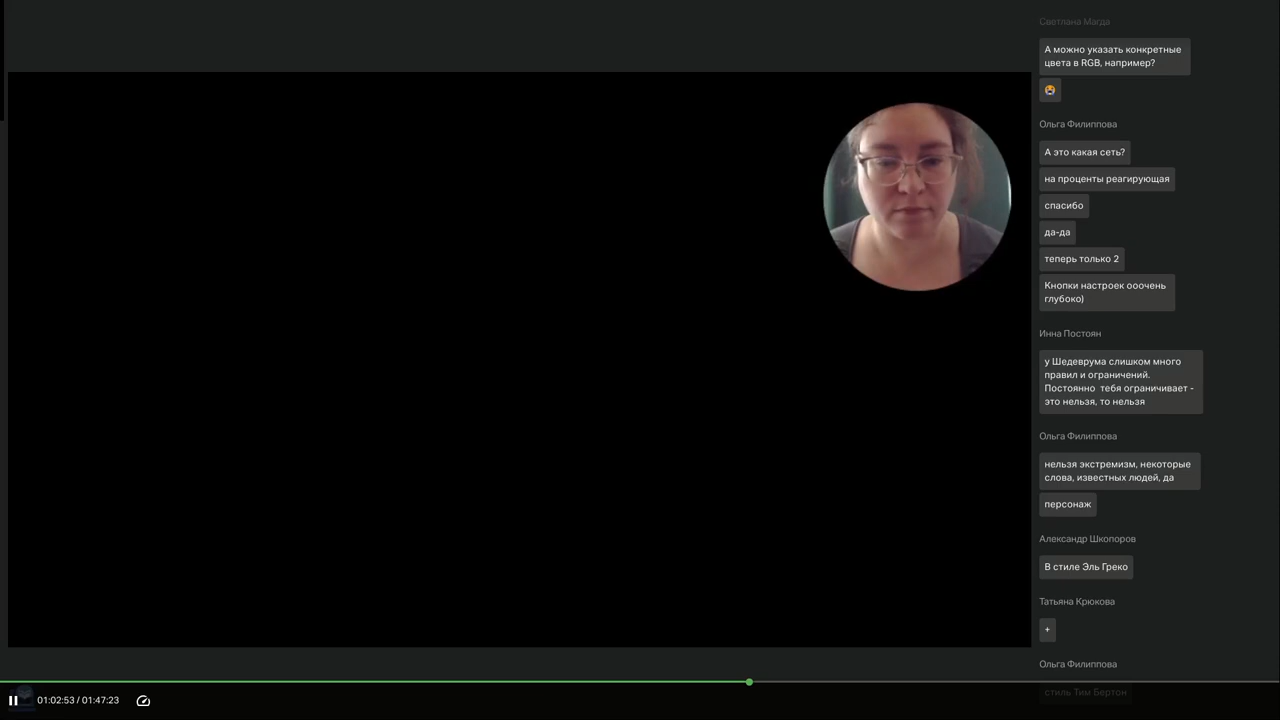 Светлана Магда
А можно указать конкретные
цвета в RGB, например?
Ольга Филиппова
А это какая сеть?
на проценты реагирующая
спасибо
да-да
теперь только 2
Кнопки настроек ооочень
глубоко)
Инна Постоян
у Шедеврума слишком много
правил и ограничений.
Постоянно тебя ограничивает -
это нельзя, то нельзя
Ольга Филиппова
нельзя экстремизм, некоторые
слова, известных людей, да
персонаж
Александр Шкопоров
В стиле Эль Греко
Татьяна Крюкова
+
Ольга Филиппова
стиль Тим Бертон
01:02:53 / 01:47:23